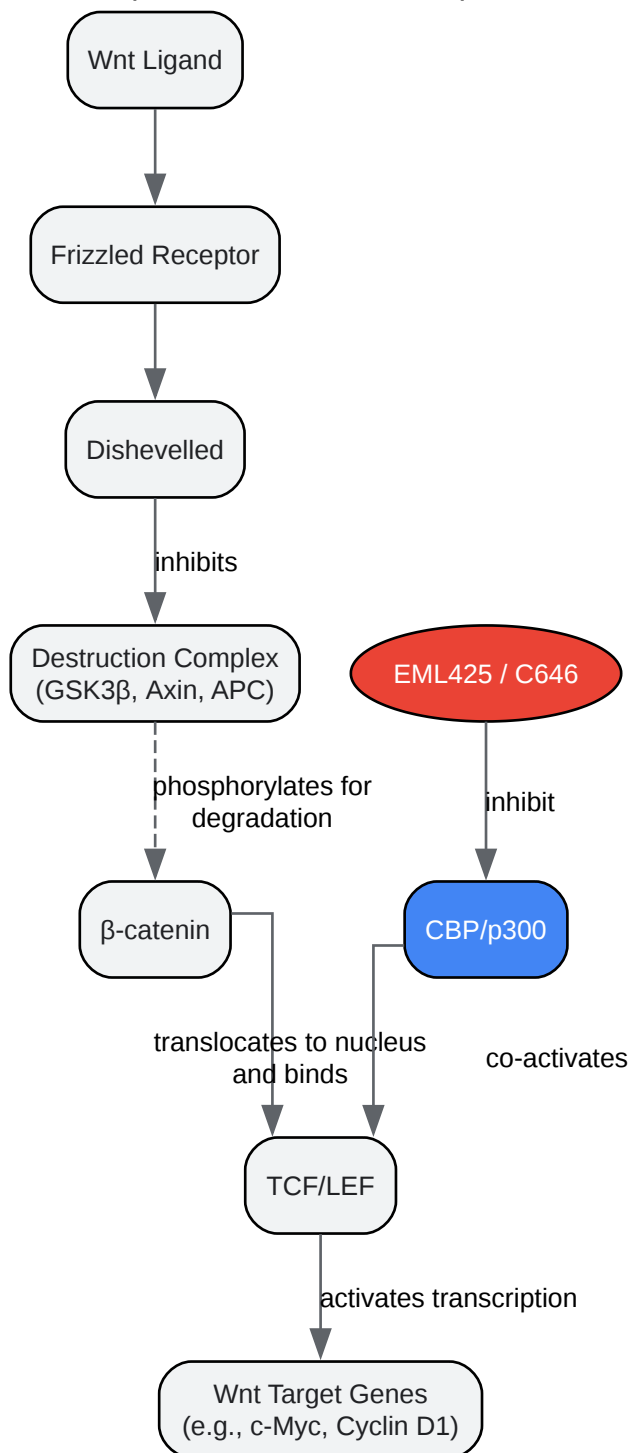 Wnt Ligand
Frizzled Receptor
Dishevelled
inhibits
Destruction Complex
(GSK3β, Axin, APC)
EML425 / C646
phosphorylates for
degradation
inhibit
β-catenin
CBP/p300
translocates to nucleus
and binds
co-activates
TCF/LEF
activates transcription
Wnt Target Genes
(e.g., c-Myc, Cyclin D1)